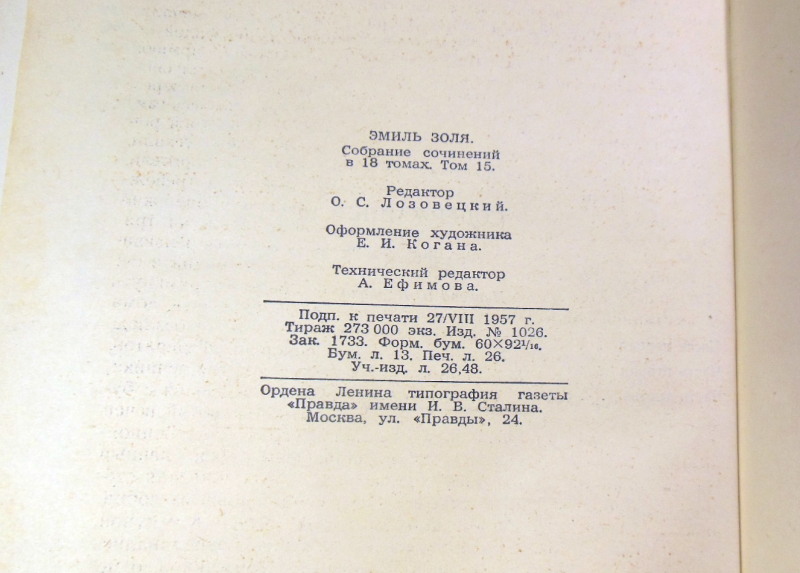 ЭМИЛЬ ЗОЛЯ.
Собрание сочинений
в 18 томах. Том 15.
Редактор
О. С. Лозовецкий.
Оформление художника
Е. И. Когана.
Технический редактор
А. Ефимова.
Подп. к печати 27/VIII 1957 г.
Тираж 273 000 экз. Изд. № 1026.
Зак. 1733. Форм. бум. 60×92¹/₁₆.
Бум. л. 13. Печ. л. 26.
Уч.-изд. л. 26,48.
Ордена Ленина типография газеты
«Правда» имени И. В. Сталина.
Москва, ул. «Правды», 24.